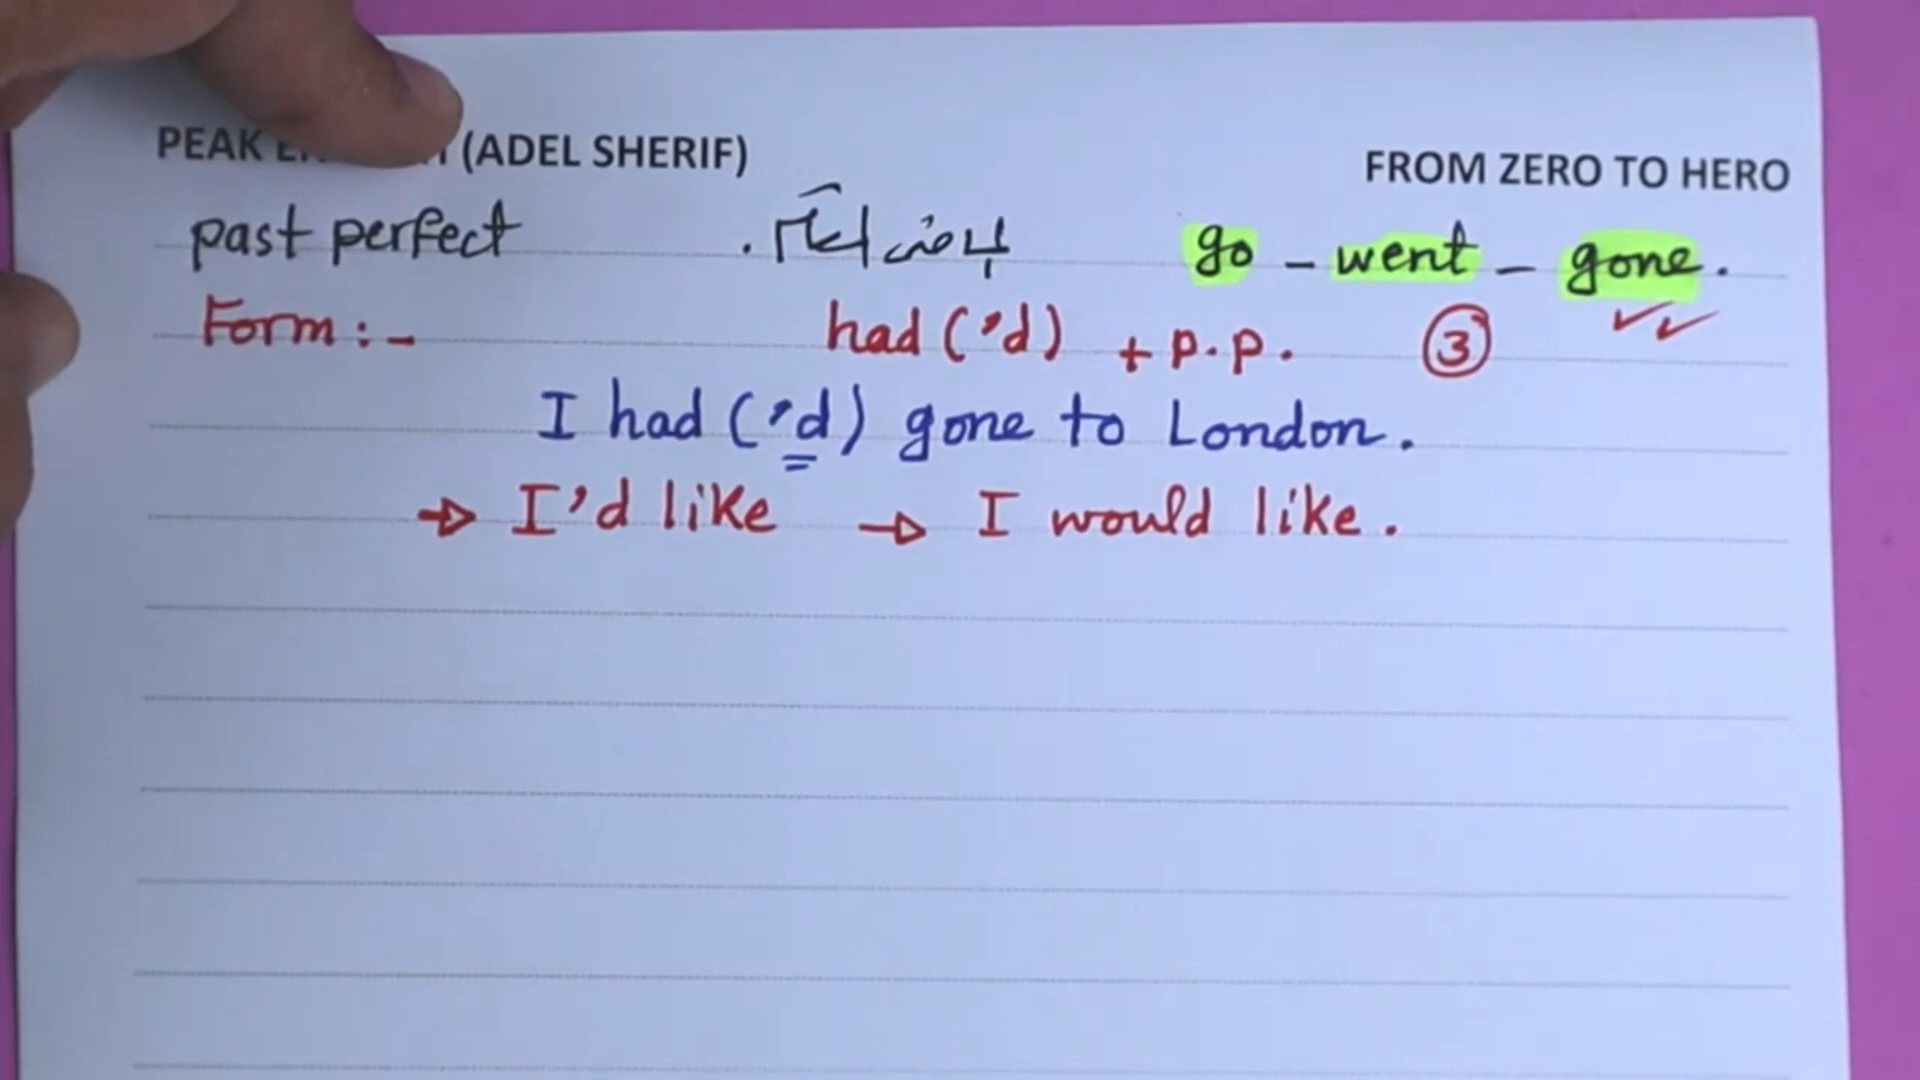 PEAK (ADEL SHERIF) FROM ZERO TO HERO
past perfect الماضى التام. go – went – gone.
Form :- had ('d) + p.p. 3
I had ('d) gone to London.
→ I'd like → I would like.